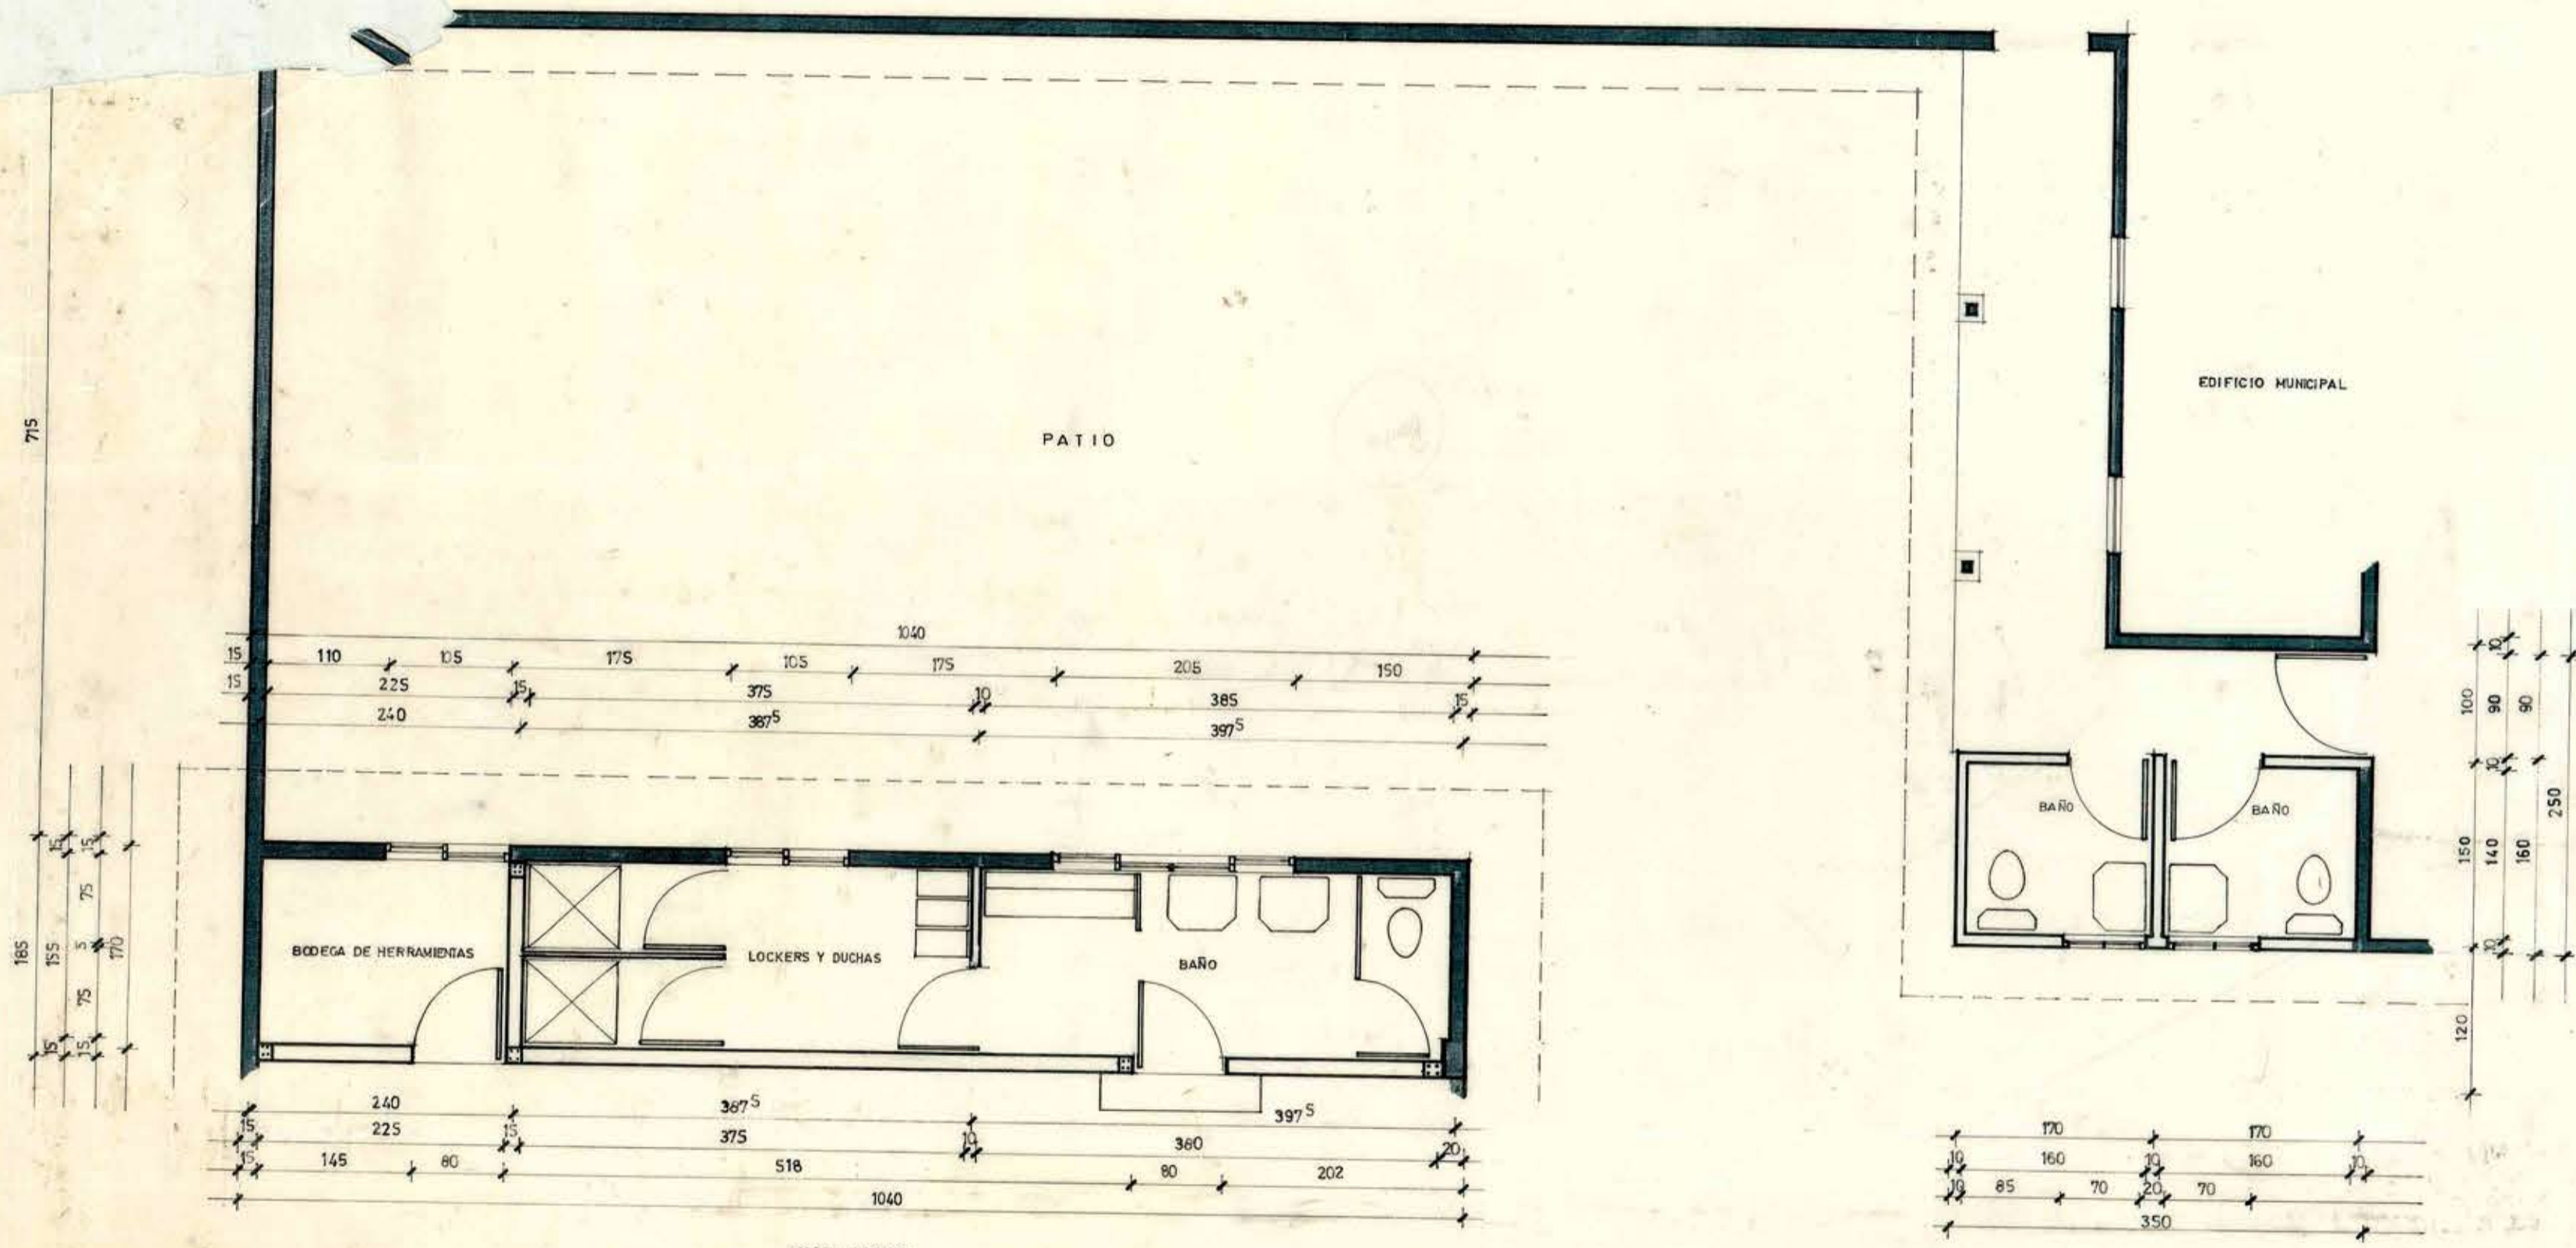 EDIFICIO MUNICIPAL
PATIO
715
1040
15 110 105 175 105 175 205 150
15 225 15 375 10 385 15
240 387⁵ 397⁵
10
100 90 90
10
250
150 140 160
10
120
BAÑO BAÑO
15 15
75
185 155 5 170
75
15 15
BODEGA DE HERRAMIENTAS LOCKERS Y DUCHAS BAÑO
240 387⁵ 397⁵
15 225 15 375 10 380 20
15 145 80 518 80 202
1040
170 170
10 160 10 160 10
10 85 70 20 70
350